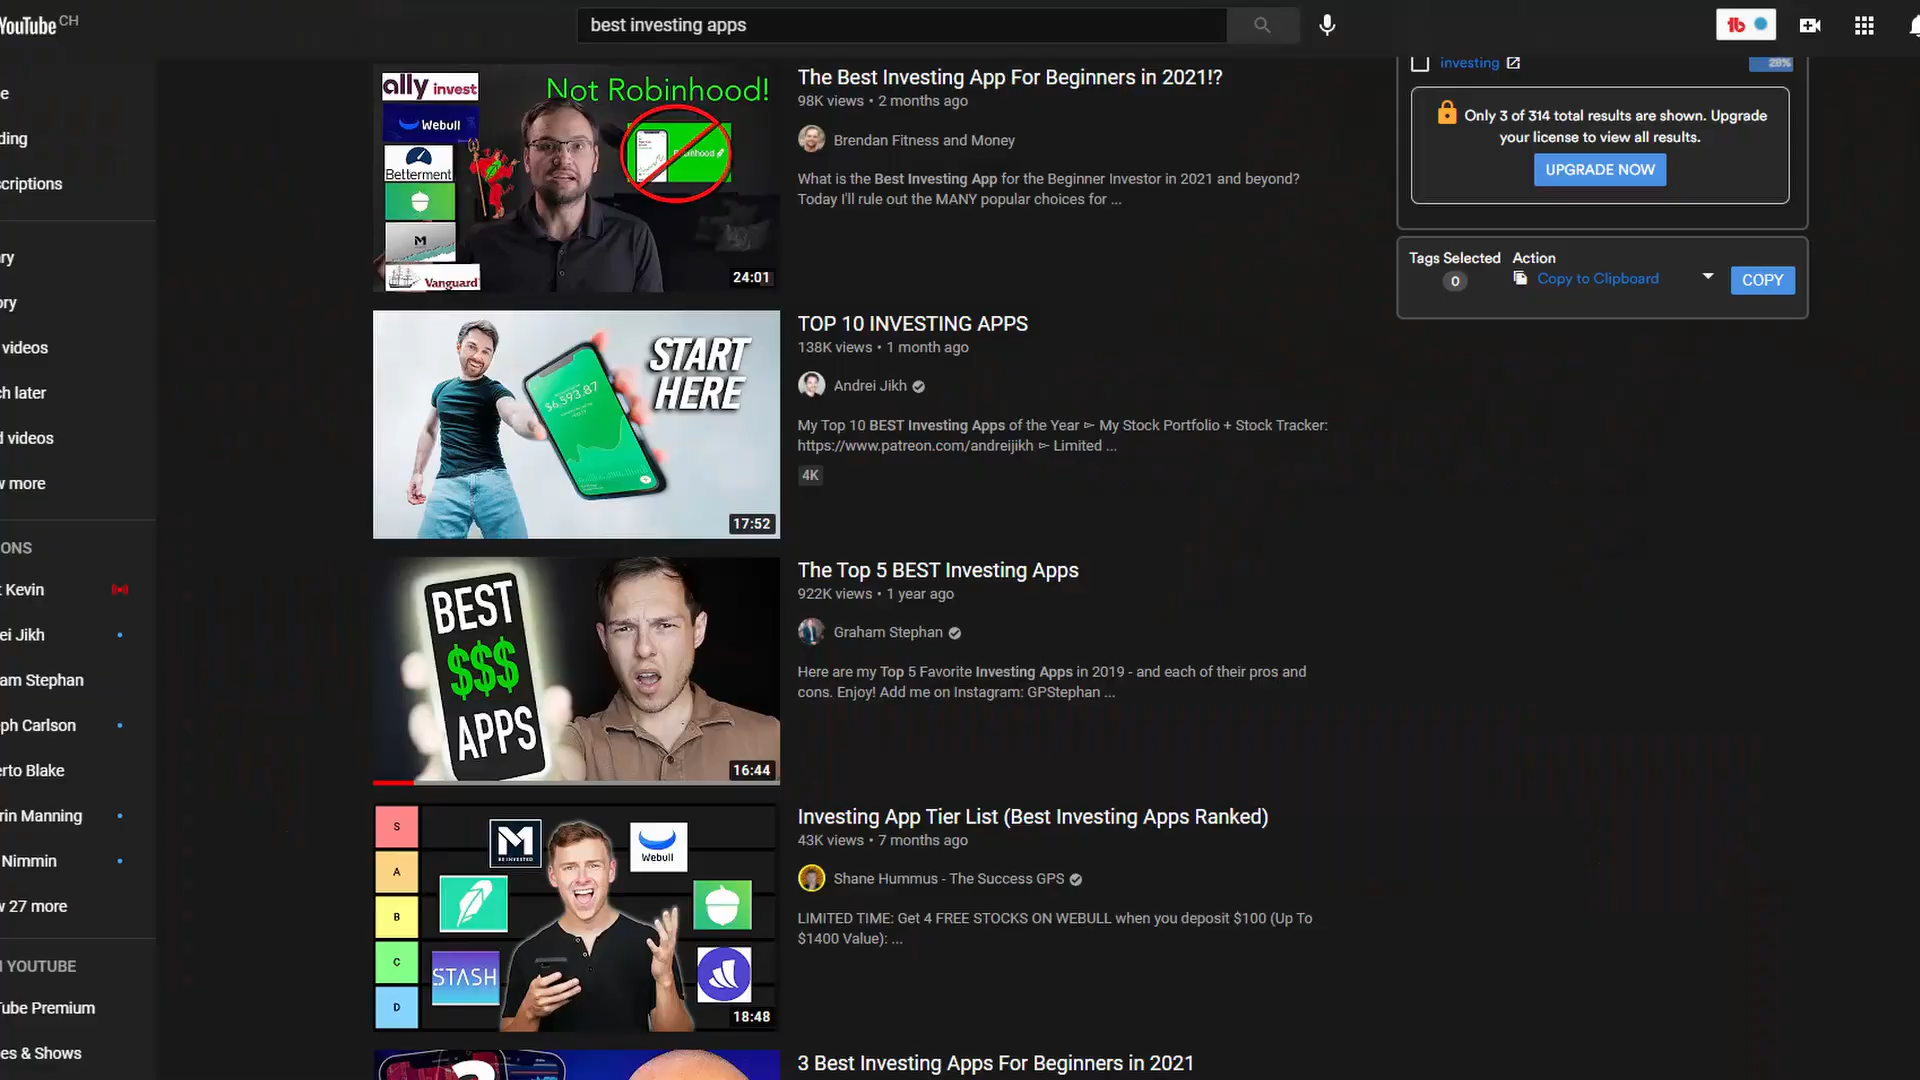 YouTube CH
best investing apps
e
ding
scriptions
ry
ory
videos
ch later
d videos
w more
ONS
t Kevin
ei Jikh
am Stephan
ph Carlson
erto Blake
rin Manning
Nimmin
w 27 more
YOUTUBE
Tube Premium
es & Shows
ally invest
Not Robinhood!
Webull
Betterment
M
Vanguard
24:01
The Best Investing App For Beginners in 2021!?
98K views • 2 months ago
Brendan Fitness and Money
What is the Best Investing App for the Beginner Investor in 2021 and beyond?
Today I'll rule out the MANY popular choices for ...
START
HERE
$6,593.87
17:52
TOP 10 INVESTING APPS
138K views • 1 month ago
Andrei Jikh
My Top 10 BEST Investing Apps of the Year ➳ My Stock Portfolio + Stock Tracker:
https://www.patreon.com/andreijikh ➳ Limited ...
4K
BEST
$$$
APPS
16:44
The Top 5 BEST Investing Apps
922K views • 1 year ago
Graham Stephan
Here are my Top 5 Favorite Investing Apps in 2019 - and each of their pros and
cons. Enjoy! Add me on Instagram: GPStephan ...
S
A
B
C
D
M
Webull
STASH
18:48
Investing App Tier List (Best Investing Apps Ranked)
43K views • 7 months ago
Shane Hummus - The Success GPS
LIMITED TIME: Get 4 FREE STOCKS ON WEBULL when you deposit $100 (Up To
$1400 Value): ...
3 Best Investing Apps For Beginners in 2021
tb
investing
28%
Only 3 of 314 total results are shown. Upgrade
your license to view all results.
UPGRADE NOW
Tags Selected
0
Action
Copy to Clipboard
COPY